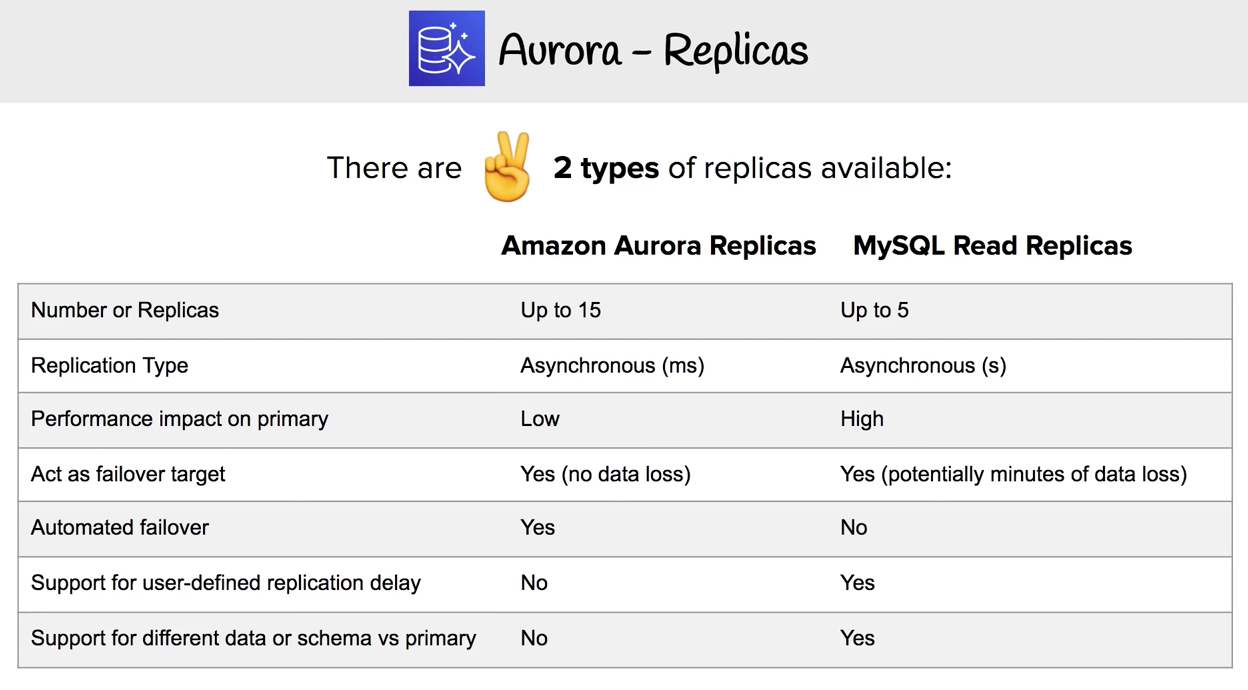 Aurora – Replicas
There are ✌️ 2 types of replicas available:
Amazon Aurora Replicas MySQL Read Replicas
Number or Replicas Up to 15 Up to 5
Replication Type Asynchronous (ms) Asynchronous (s)
Performance impact on primary Low High
Act as failover target Yes (no data loss) Yes (potentially minutes of data loss)
Automated failover Yes No
Support for user-defined replication delay No Yes
Support for different data or schema vs primary No Yes